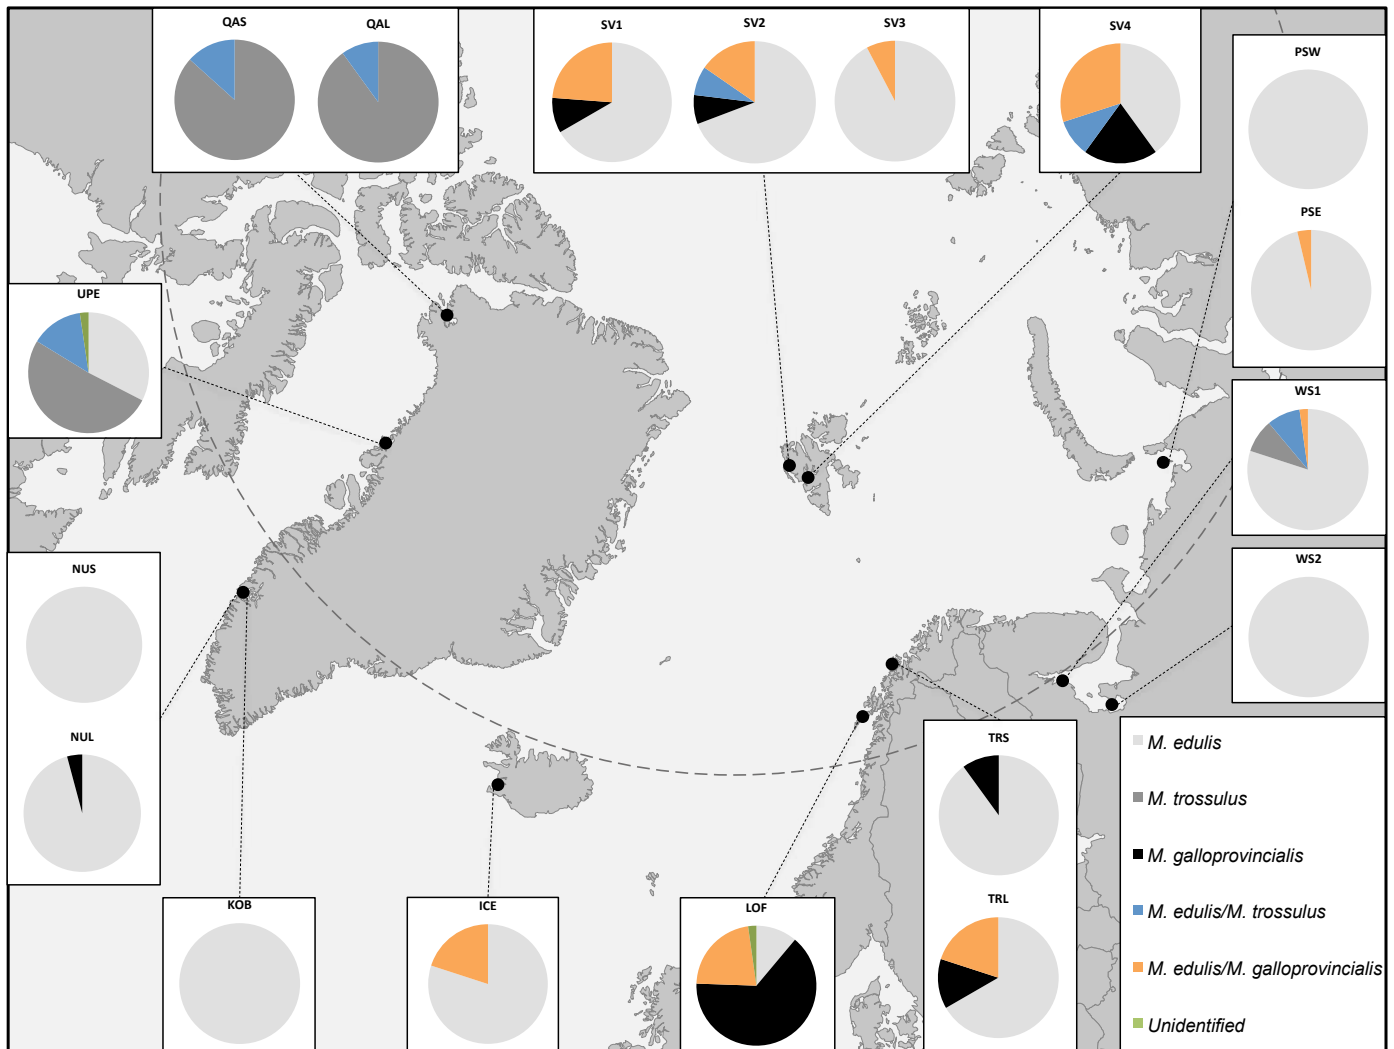 QAS
QAL
SV1
SV2
SV3
SV4
PSW
PSE
UPE
WS1
WS2
NUS
NUL
KOB
ICE
LOF
TRS
TRL
M. edulis
M. trossulus
M. galloprovincialis
M. edulis/M. trossulus
M. edulis/M. galloprovincialis
Unidentified